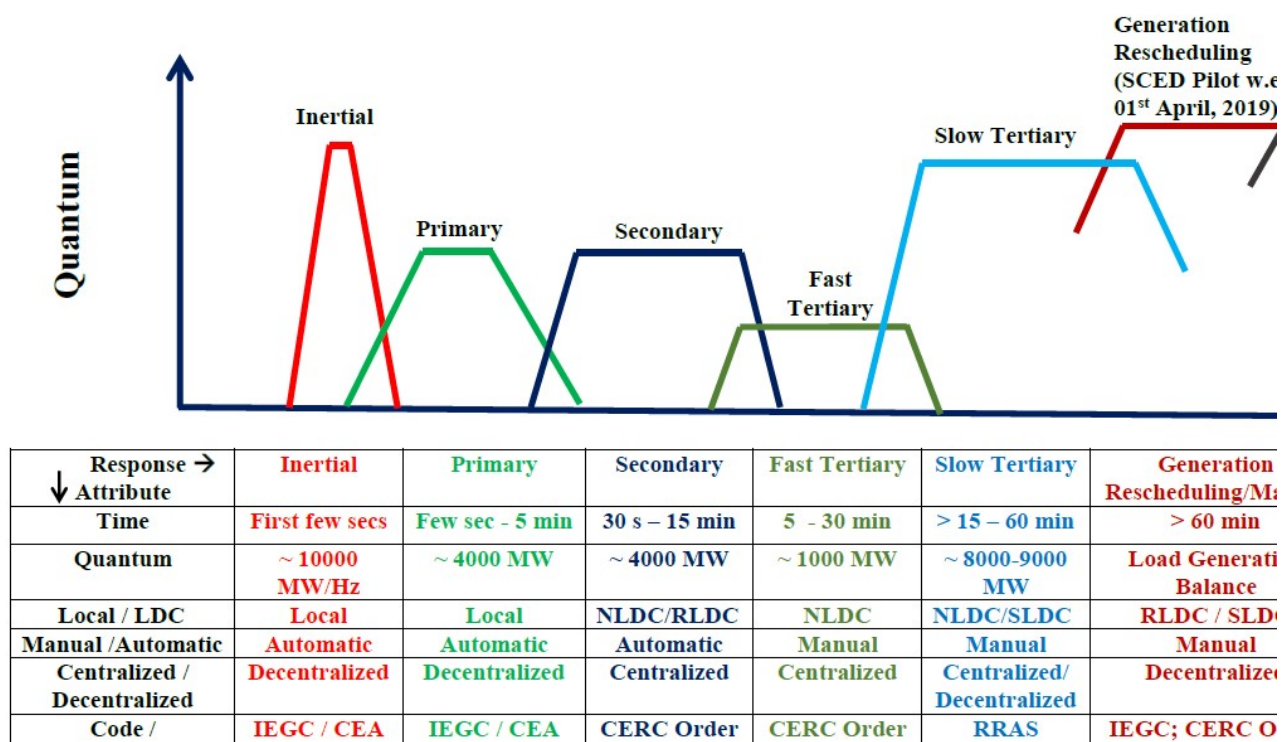 Generation
Rescheduling
(SCED Pilot w.e
01st April, 2019)
Inertial
Slow Tertiary
Primary
Secondary
Fast
Tertiary
Quantum
Response →
↓ Attribute
Inertial
Primary
Secondary
Fast Tertiary
Slow Tertiary
Generation
Rescheduling/Ma
Time
First few secs
Few sec - 5 min
30 s – 15 min
5 - 30 min
> 15 – 60 min
> 60 min
Quantum
~ 10000
MW/Hz
~ 4000 MW
~ 4000 MW
~ 1000 MW
~ 8000-9000
MW
Load Generati
Balance
Local / LDC
Local
Local
NLDC/RLDC
NLDC
NLDC/SLDC
RLDC / SLDC
Manual /Automatic
Automatic
Automatic
Automatic
Manual
Manual
Manual
Centralized /
Decentralized
Decentralized
Decentralized
Centralized
Centralized
Centralized/
Decentralized
Decentralized
Code /
IEGC / CEA
IEGC / CEA
CERC Order
CERC Order
RRAS
IEGC; CERC O